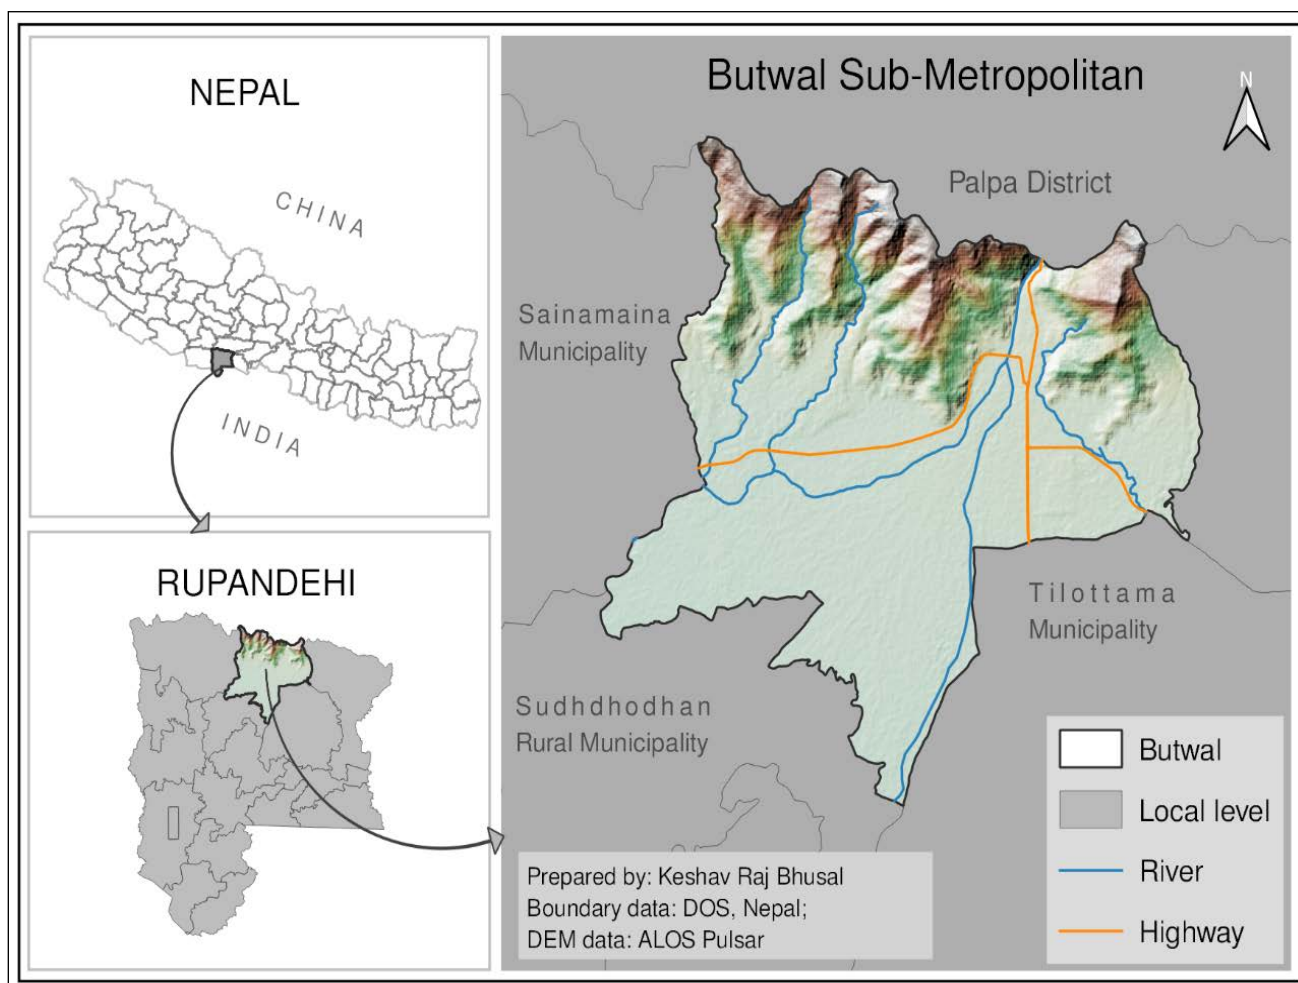 NEPAL
CHINA
INDIA
RUPANDEHI
Butwal Sub-Metropolitan
N
Palpa District
Sainamaina
Municipality
Tilottama
Municipality
Sudhdhodhan
Rural Municipality
Butwal
Local level
River
Highway
Prepared by: Keshav Raj Bhusal
Boundary data: DOS, Nepal;
DEM data: ALOS Pulsar